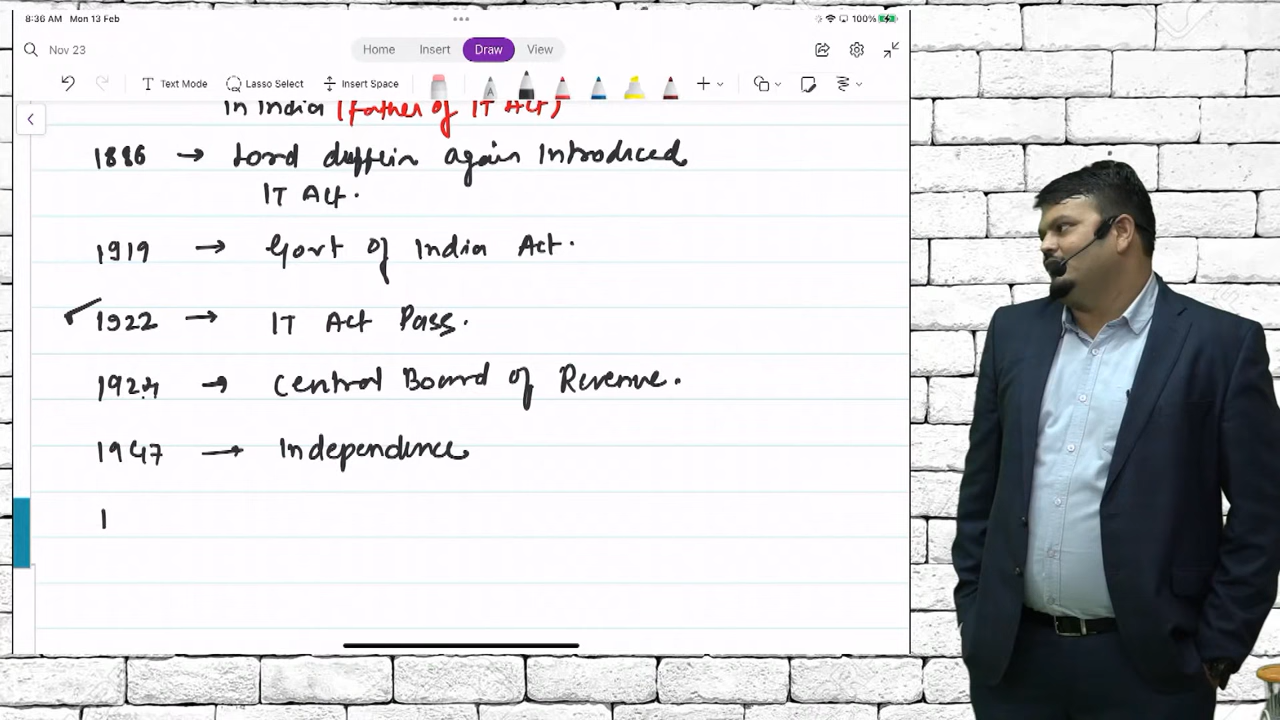 8:36 AM Mon 13 Feb
100%
Nov 23
Home Insert Draw View
Text Mode Lasso Select Insert Space
in India (father of IT Act)
1886 → Lord dufferin again Introduced
IT Act.
1919 → Govt of India Act.
1922 → IT Act Pass.
1924 → Central Board of Revenue.
1947 → Independence
1